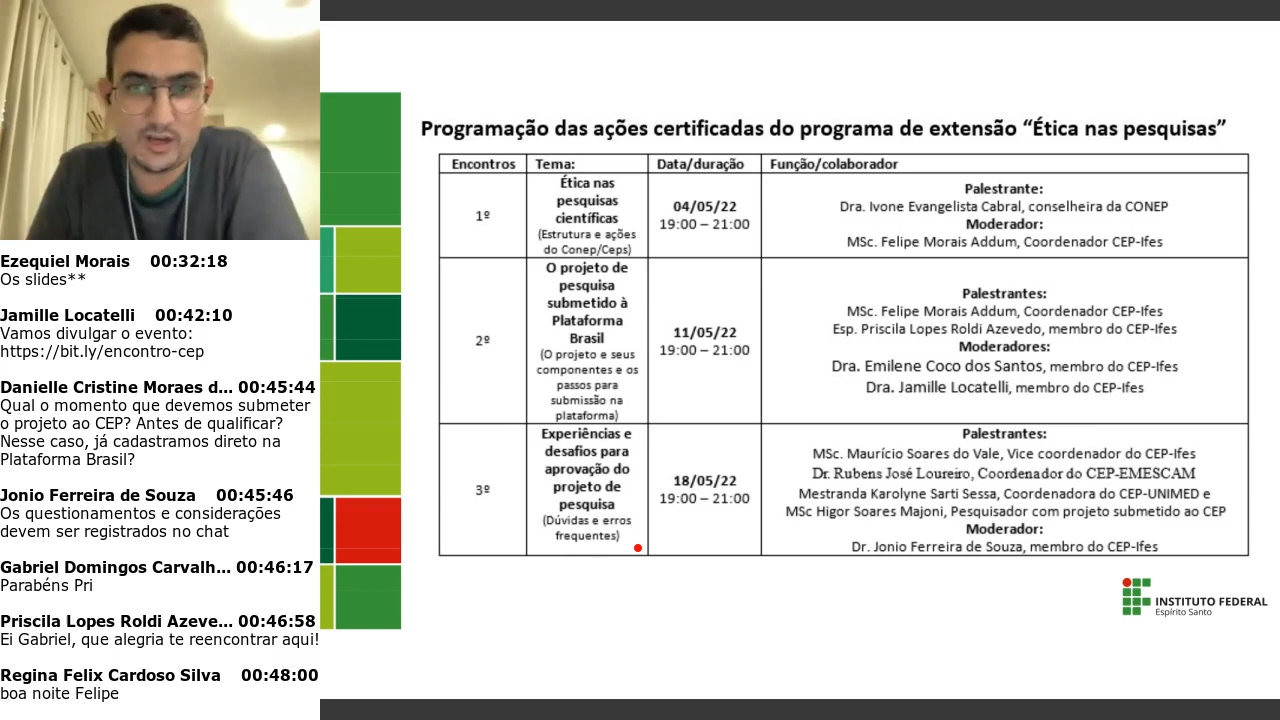 Ezequiel Morais 00:32:18
Os slides**
Jamille Locatelli 00:42:10
Vamos divulgar o evento:
https://bit.ly/encontro-cep
Danielle Cristine Moraes d... 00:45:44
Qual o momento que devemos submeter
o projeto ao CEP? Antes de qualificar?
Nesse caso, já cadastramos direto na
Plataforma Brasil?
Jonio Ferreira de Souza 00:45:46
Os questionamentos e considerações
devem ser registrados no chat
Gabriel Domingos Carvalh... 00:46:17
Parabéns Pri
Priscila Lopes Roldi Azeve... 00:46:58
Ei Gabriel, que alegria te reencontrar aqui!
Regina Felix Cardoso Silva 00:48:00
boa noite Felipe
Programação das ações certificadas do programa de extensão “Ética nas pesquisas”
Encontros Tema: Data/duração Função/colaborador
1º
Ética nas
pesquisas
científicas
(Estrutura e ações
do Conep/Ceps)
04/05/22
19:00 – 21:00
Palestrante:
Dra. Ivone Evangelista Cabral, conselheira da CONEP
Moderador:
MSc. Felipe Morais Addum, Coordenador CEP-Ifes
2º
O projeto de
pesquisa
submetido à
Plataforma
Brasil
(O projeto e seus
componentes e os
passos para
submissão na
plataforma)
11/05/22
19:00 – 21:00
Palestrantes:
MSc. Felipe Morais Addum, Coordenador CEP-Ifes
Esp. Priscila Lopes Roldi Azevedo, membro do CEP-Ifes
Moderadores:
Dra. Emilene Coco dos Santos, membro do CEP-Ifes
Dra. Jamille Locatelli, membro do CEP-Ifes
3º
Experiências e
desafios para
aprovação do
projeto de
pesquisa
(Dúvidas e erros
frequentes)
18/05/22
19:00 – 21:00
Palestrantes:
MSc. Maurício Soares do Vale, Vice coordenador do CEP-Ifes
Dr. Rubens José Loureiro, Coordenador do CEP-EMESCAM
Mestranda Karolyne Sarti Sessa, Coordenadora do CEP-UNIMED e
MSc Higor Soares Majoni, Pesquisador com projeto submetido ao CEP
Moderador:
Dr. Jonio Ferreira de Souza, membro do CEP-Ifes
INSTITUTO FEDERAL
Espírito Santo